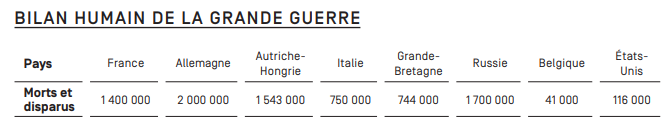 BILAN HUMAIN DE LA GRANDE GUERRE
Pays France Allemagne Autriche-Hongrie Italie Grande-Bretagne Russie Belgique États-Unis
Morts et disparus 1 400 000 2 000 000 1 543 000 750 000 744 000 1 700 000 41 000 116 000